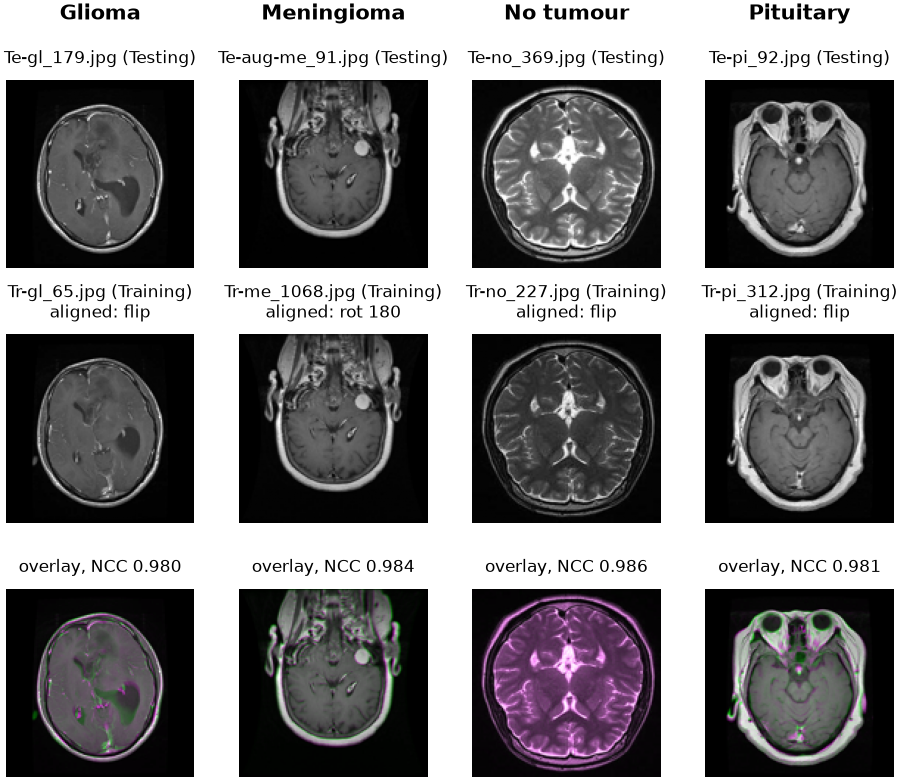 Glioma
Meningioma
No tumour
Pituitary
Te-gl_179.jpg (Testing)
Te-aug-me_91.jpg (Testing)
Te-no_369.jpg (Testing)
Te-pi_92.jpg (Testing)
Tr-gl_65.jpg (Training)
aligned: flip
Tr-me_1068.jpg (Training)
aligned: rot 180
Tr-no_227.jpg (Training)
aligned: flip
Tr-pi_312.jpg (Training)
aligned: flip
overlay, NCC 0.980
overlay, NCC 0.984
overlay, NCC 0.986
overlay, NCC 0.981